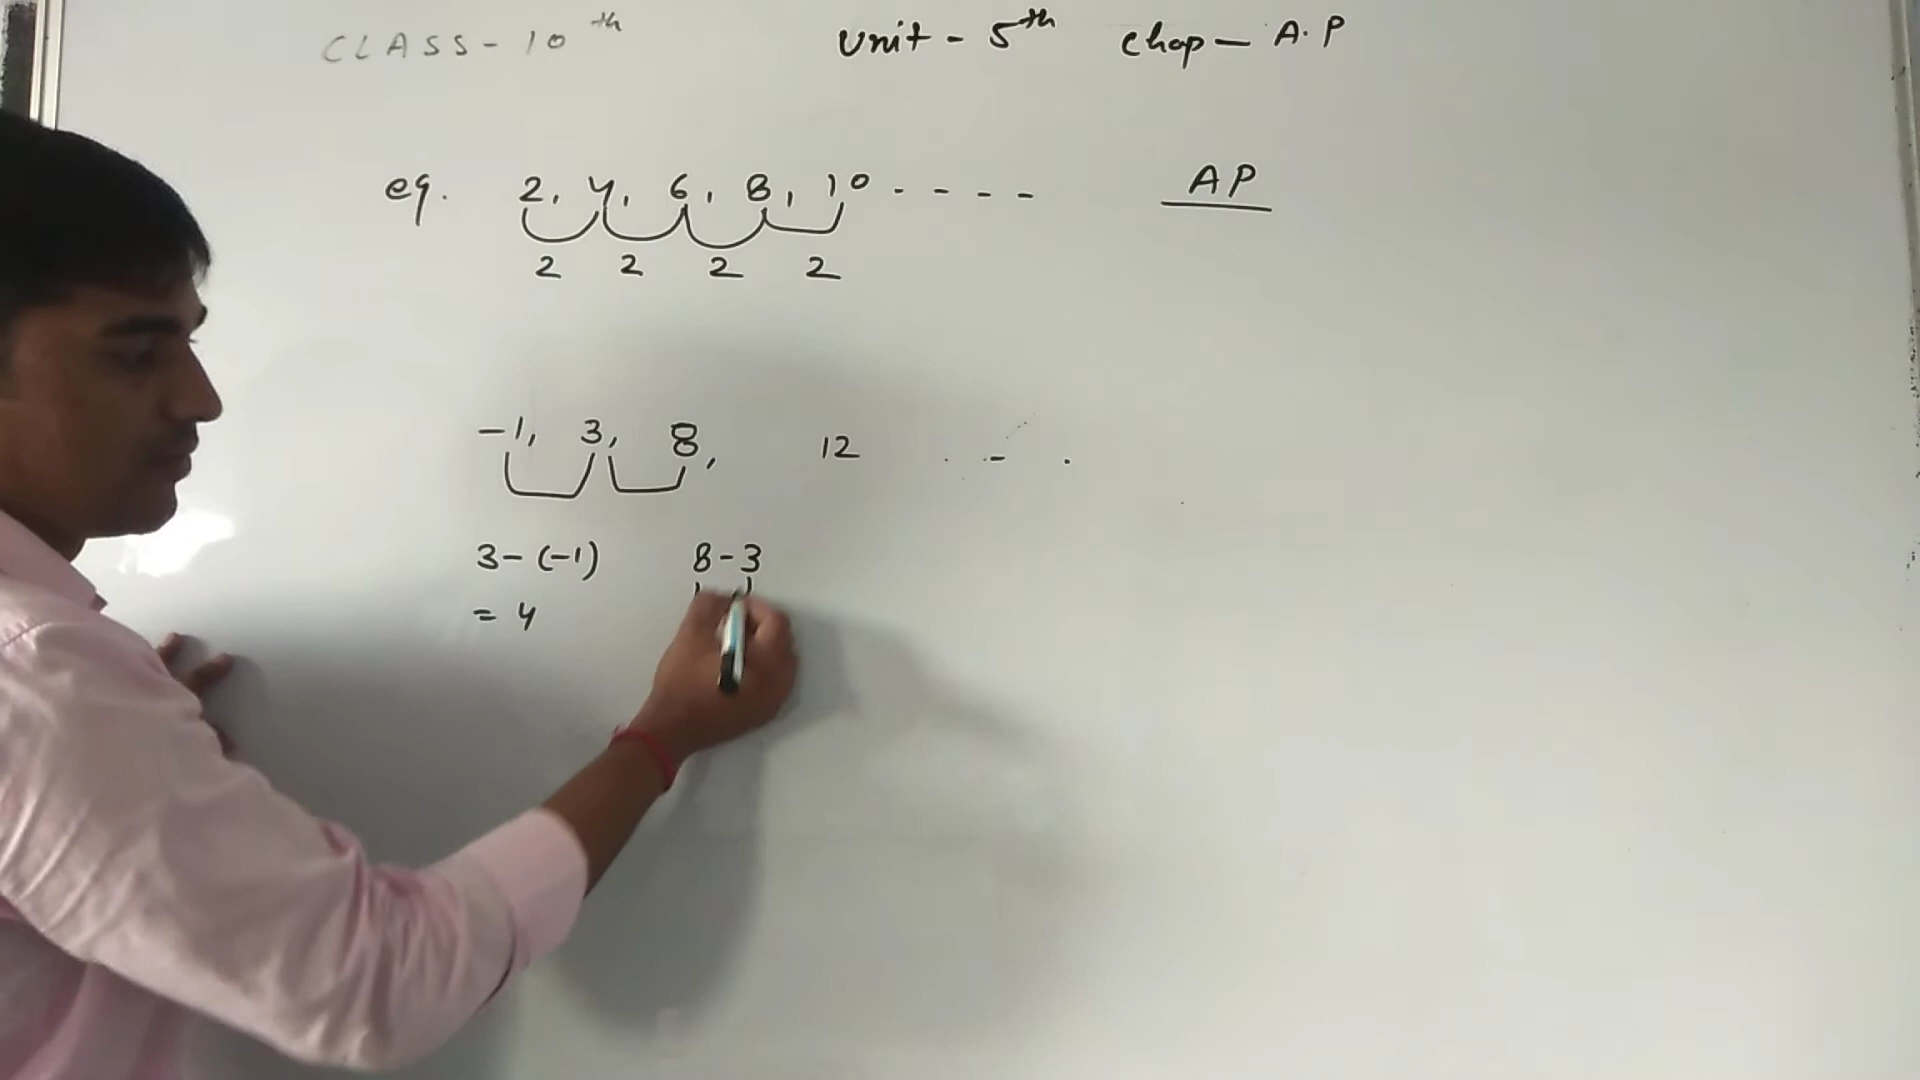 CLASS - 10th Unit - 5th Chap - A.P
eg. 2, 4, 6, 8, 10 - - - - AP
2 2 2 2
-1, 3, 8, 12 . - .
3 - (-1) 8 - 3
= 4